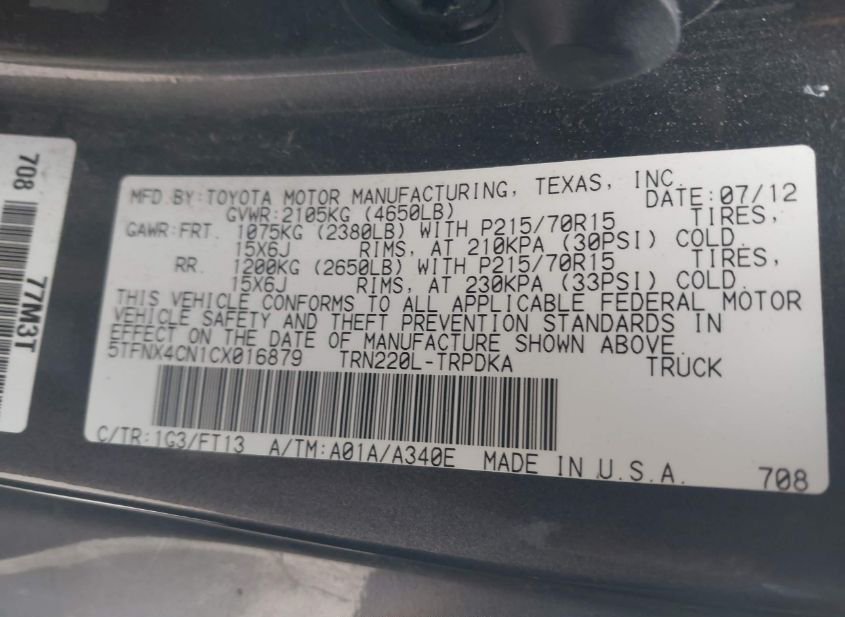 708
77M3T
MFD BY:TOYOTA MOTOR MANUFACTURING, TEXAS, INC.
GVWR:2105KG (4650LB) DATE:07/12
GAWR:FRT. 1075KG (2380LB) WITH P215/70R15 TIRES,
15X6J RIMS, AT 210KPA (30PSI) COLD.
RR. 1200KG (2650LB) WITH P215/70R15 TIRES,
15X6J RIMS, AT 230KPA (33PSI) COLD.
THIS VEHICLE CONFORMS TO ALL APPLICABLE FEDERAL MOTOR
VEHICLE SAFETY AND THEFT PREVENTION STANDARDS IN
EFFECT ON THE DATE OF MANUFACTURE SHOWN ABOVE.
5TFNX4CN1CX016879 TRN220L-TRPDKA TRUCK
C/TR:1G3/FT13 A/TM:A01A/A340E MADE IN U.S.A. 708